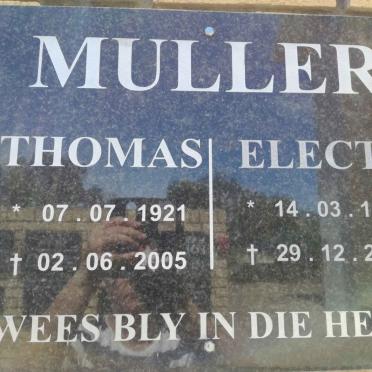 MULLER
THOMAS ELECT
* 07.07.1921 * 14.03.1
† 02.06.2005 † 29.12.2
WEES BLY IN DIE HE